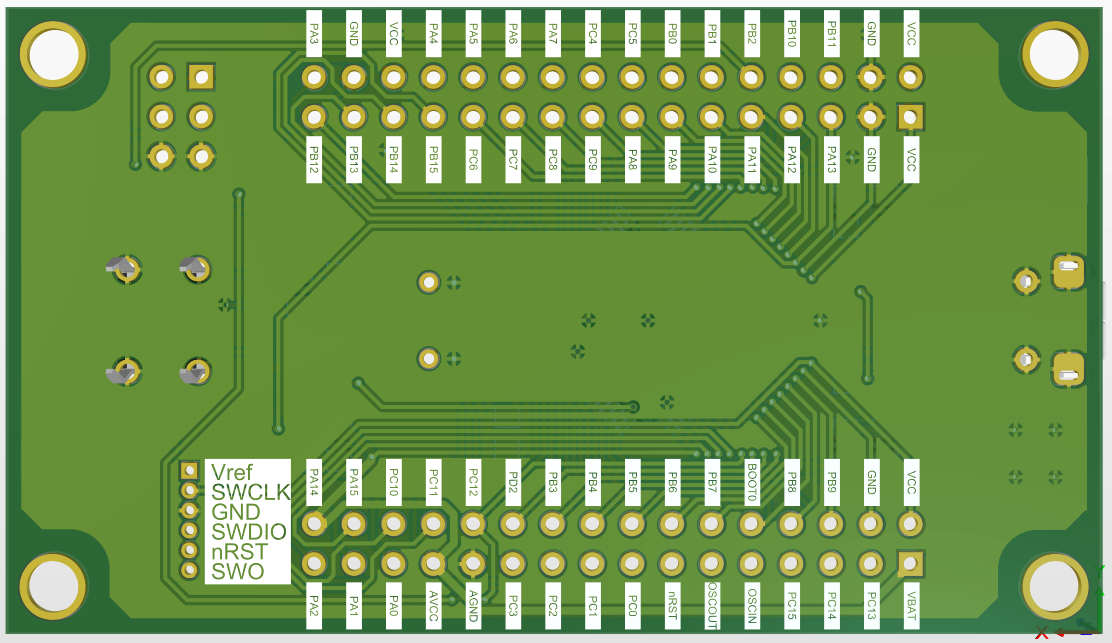 PA3 GND VCC PA4 PA5 PA6 PA7 PC4 PC5 PB0 PB1 PB2 PB10 PB11 GND VCC
PB12 PB13 PB14 PB15 PC6 PC7 PC8 PC9 PA8 PA9 PA10 PA11 PA12 PA13 GND VCC
PA14 PA15 PC10 PC11 PC12 PD2 PB3 PB4 PB5 PB6 PB7 BOOT0 PB8 PB9 GND VCC
Vref
SWCLK
GND
SWDIO
nRST
SWO
PA2 PA1 PA0 AVCC AGND PC3 PC2 PC1 PC0 nRST OSCOUT OSCIN PC15 PC14 PC13 VBAT
X